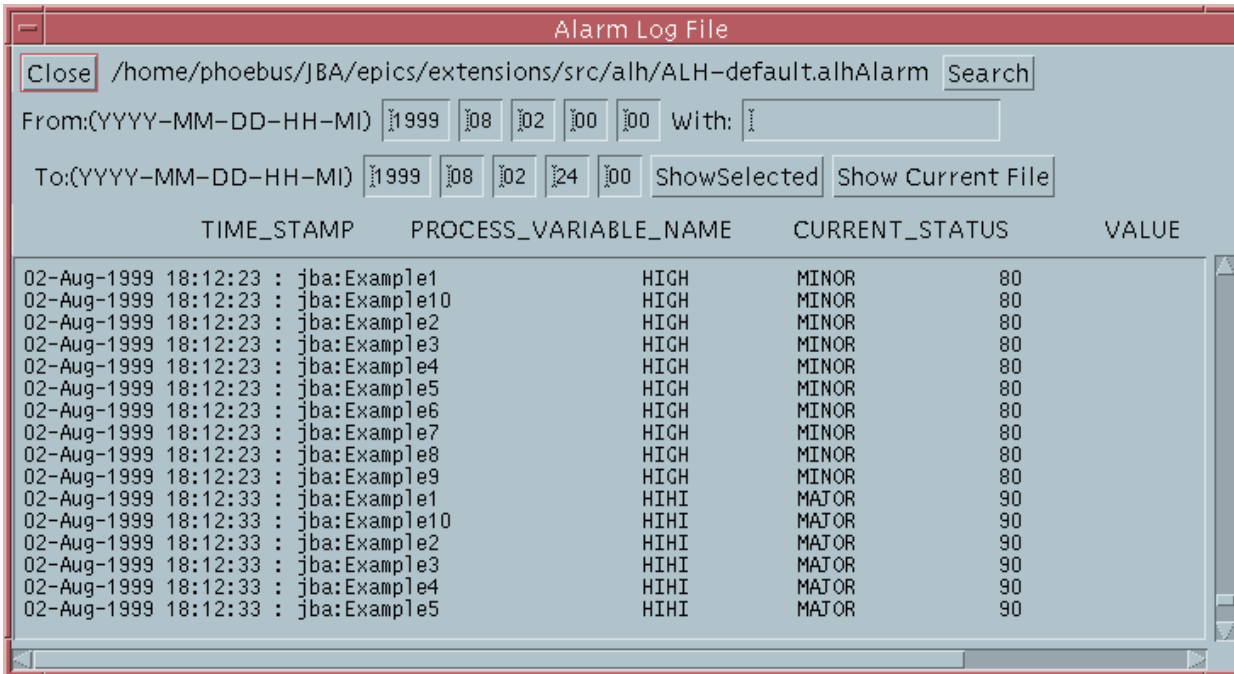 Alarm Log File
Close /home/phoebus/JBA/epics/extensions/src/alh/ALH-default.alhAlarm Search
From:(YYYY-MM-DD-HH-MI) 1999 08 02 00 00 With:
To:(YYYY-MM-DD-HH-MI) 1999 08 02 24 00 ShowSelected Show Current File
TIME_STAMP PROCESS_VARIABLE_NAME CURRENT_STATUS VALUE
02-Aug-1999 18:12:23 : jba:Example1 HIGH MINOR 80
02-Aug-1999 18:12:23 : jba:Example10 HIGH MINOR 80
02-Aug-1999 18:12:23 : jba:Example2 HIGH MINOR 80
02-Aug-1999 18:12:23 : jba:Example3 HIGH MINOR 80
02-Aug-1999 18:12:23 : jba:Example4 HIGH MINOR 80
02-Aug-1999 18:12:23 : jba:Example5 HIGH MINOR 80
02-Aug-1999 18:12:23 : jba:Example6 HIGH MINOR 80
02-Aug-1999 18:12:23 : jba:Example7 HIGH MINOR 80
02-Aug-1999 18:12:23 : jba:Example8 HIGH MINOR 80
02-Aug-1999 18:12:23 : jba:Example9 HIGH MINOR 80
02-Aug-1999 18:12:33 : jba:Example1 HIHI MAJOR 90
02-Aug-1999 18:12:33 : jba:Example10 HIHI MAJOR 90
02-Aug-1999 18:12:33 : jba:Example2 HIHI MAJOR 90
02-Aug-1999 18:12:33 : jba:Example3 HIHI MAJOR 90
02-Aug-1999 18:12:33 : jba:Example4 HIHI MAJOR 90
02-Aug-1999 18:12:33 : jba:Example5 HIHI MAJOR 90